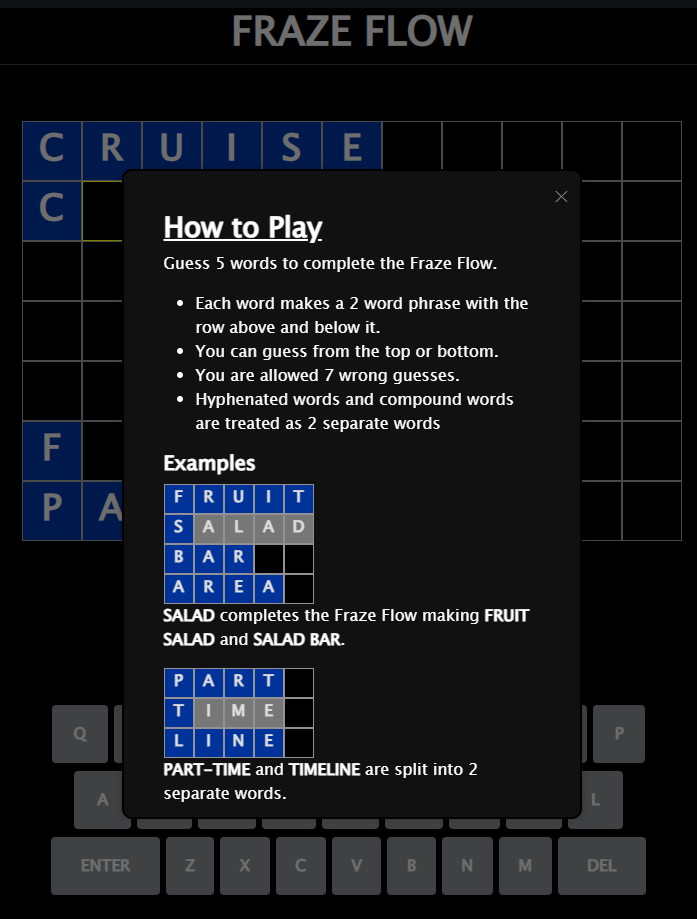 FRAZE FLOW
C R U I S E
C
How to Play
Guess 5 words to complete the Fraze Flow.
• Each word makes a 2 word phrase with the
row above and below it.
• You can guess from the top or bottom.
• You are allowed 7 wrong guesses.
• Hyphenated words and compound words
are treated as 2 separate words
F
P A
Examples
F R U I T
S A L A D
B A R
A R E A
SALAD completes the Fraze Flow making FRUIT
SALAD and SALAD BAR.
P A R T
T I M E
L I N E
PART-TIME and TIMELINE are split into 2
separate words.
Q P
A L
ENTER Z X C V B N M DEL